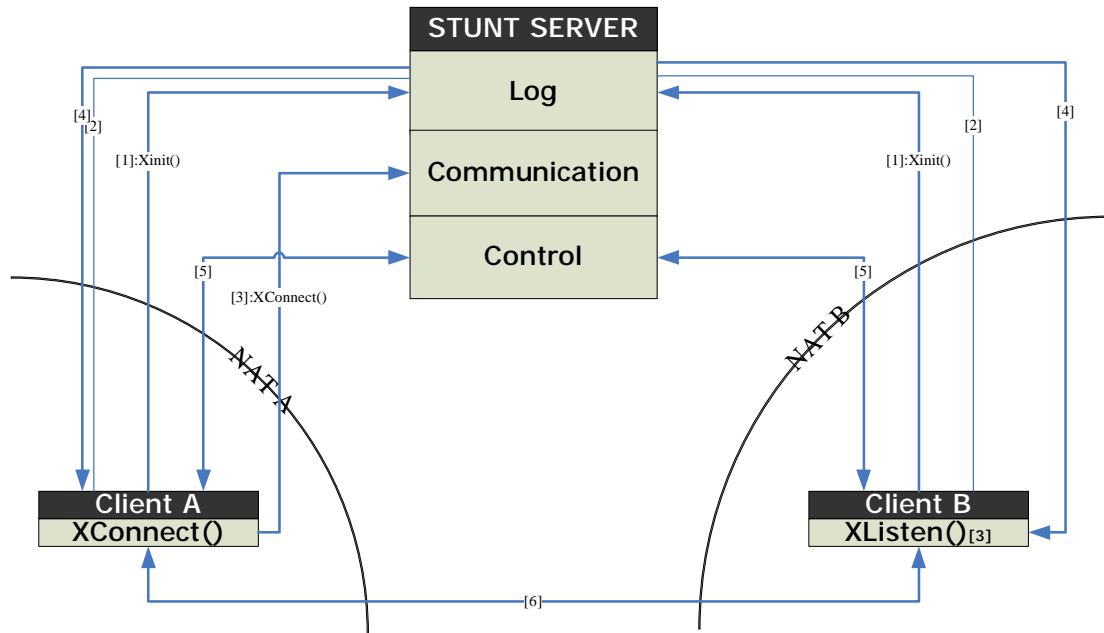 STUNT SERVER
Log
Communication
Control
[4]
[2]
[1]:Xinit()
[3]:XConnect()
[5]
[2]
[4]
[1]:Xinit()
[5]
NAT A
NAT B
Client A
XConnect()
Client B
XListen()[3]
[6]